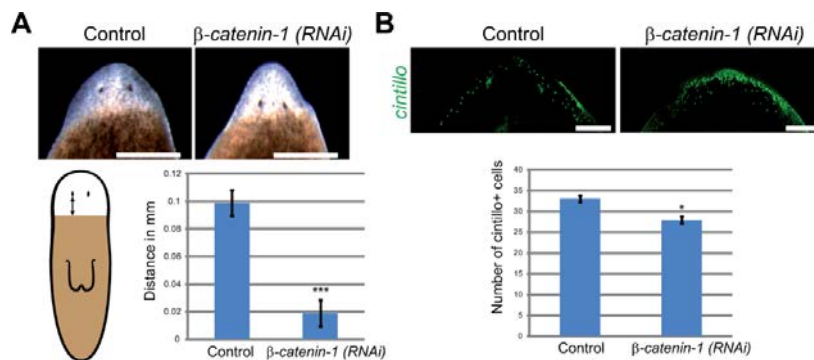 A
Control
β-catenin-1 (RNAi)
B
Control
β-catenin-1 (RNAi)
cintillo
Distance in mm
0.12
0.1
0.08
0.06
0.04
0.02
0
***
Control
β-catenin-1 (RNAi)
Number of cintillo+ cells
40
35
30
25
20
15
10
5
0
*
Control
β-catenin-1 (RNAi)